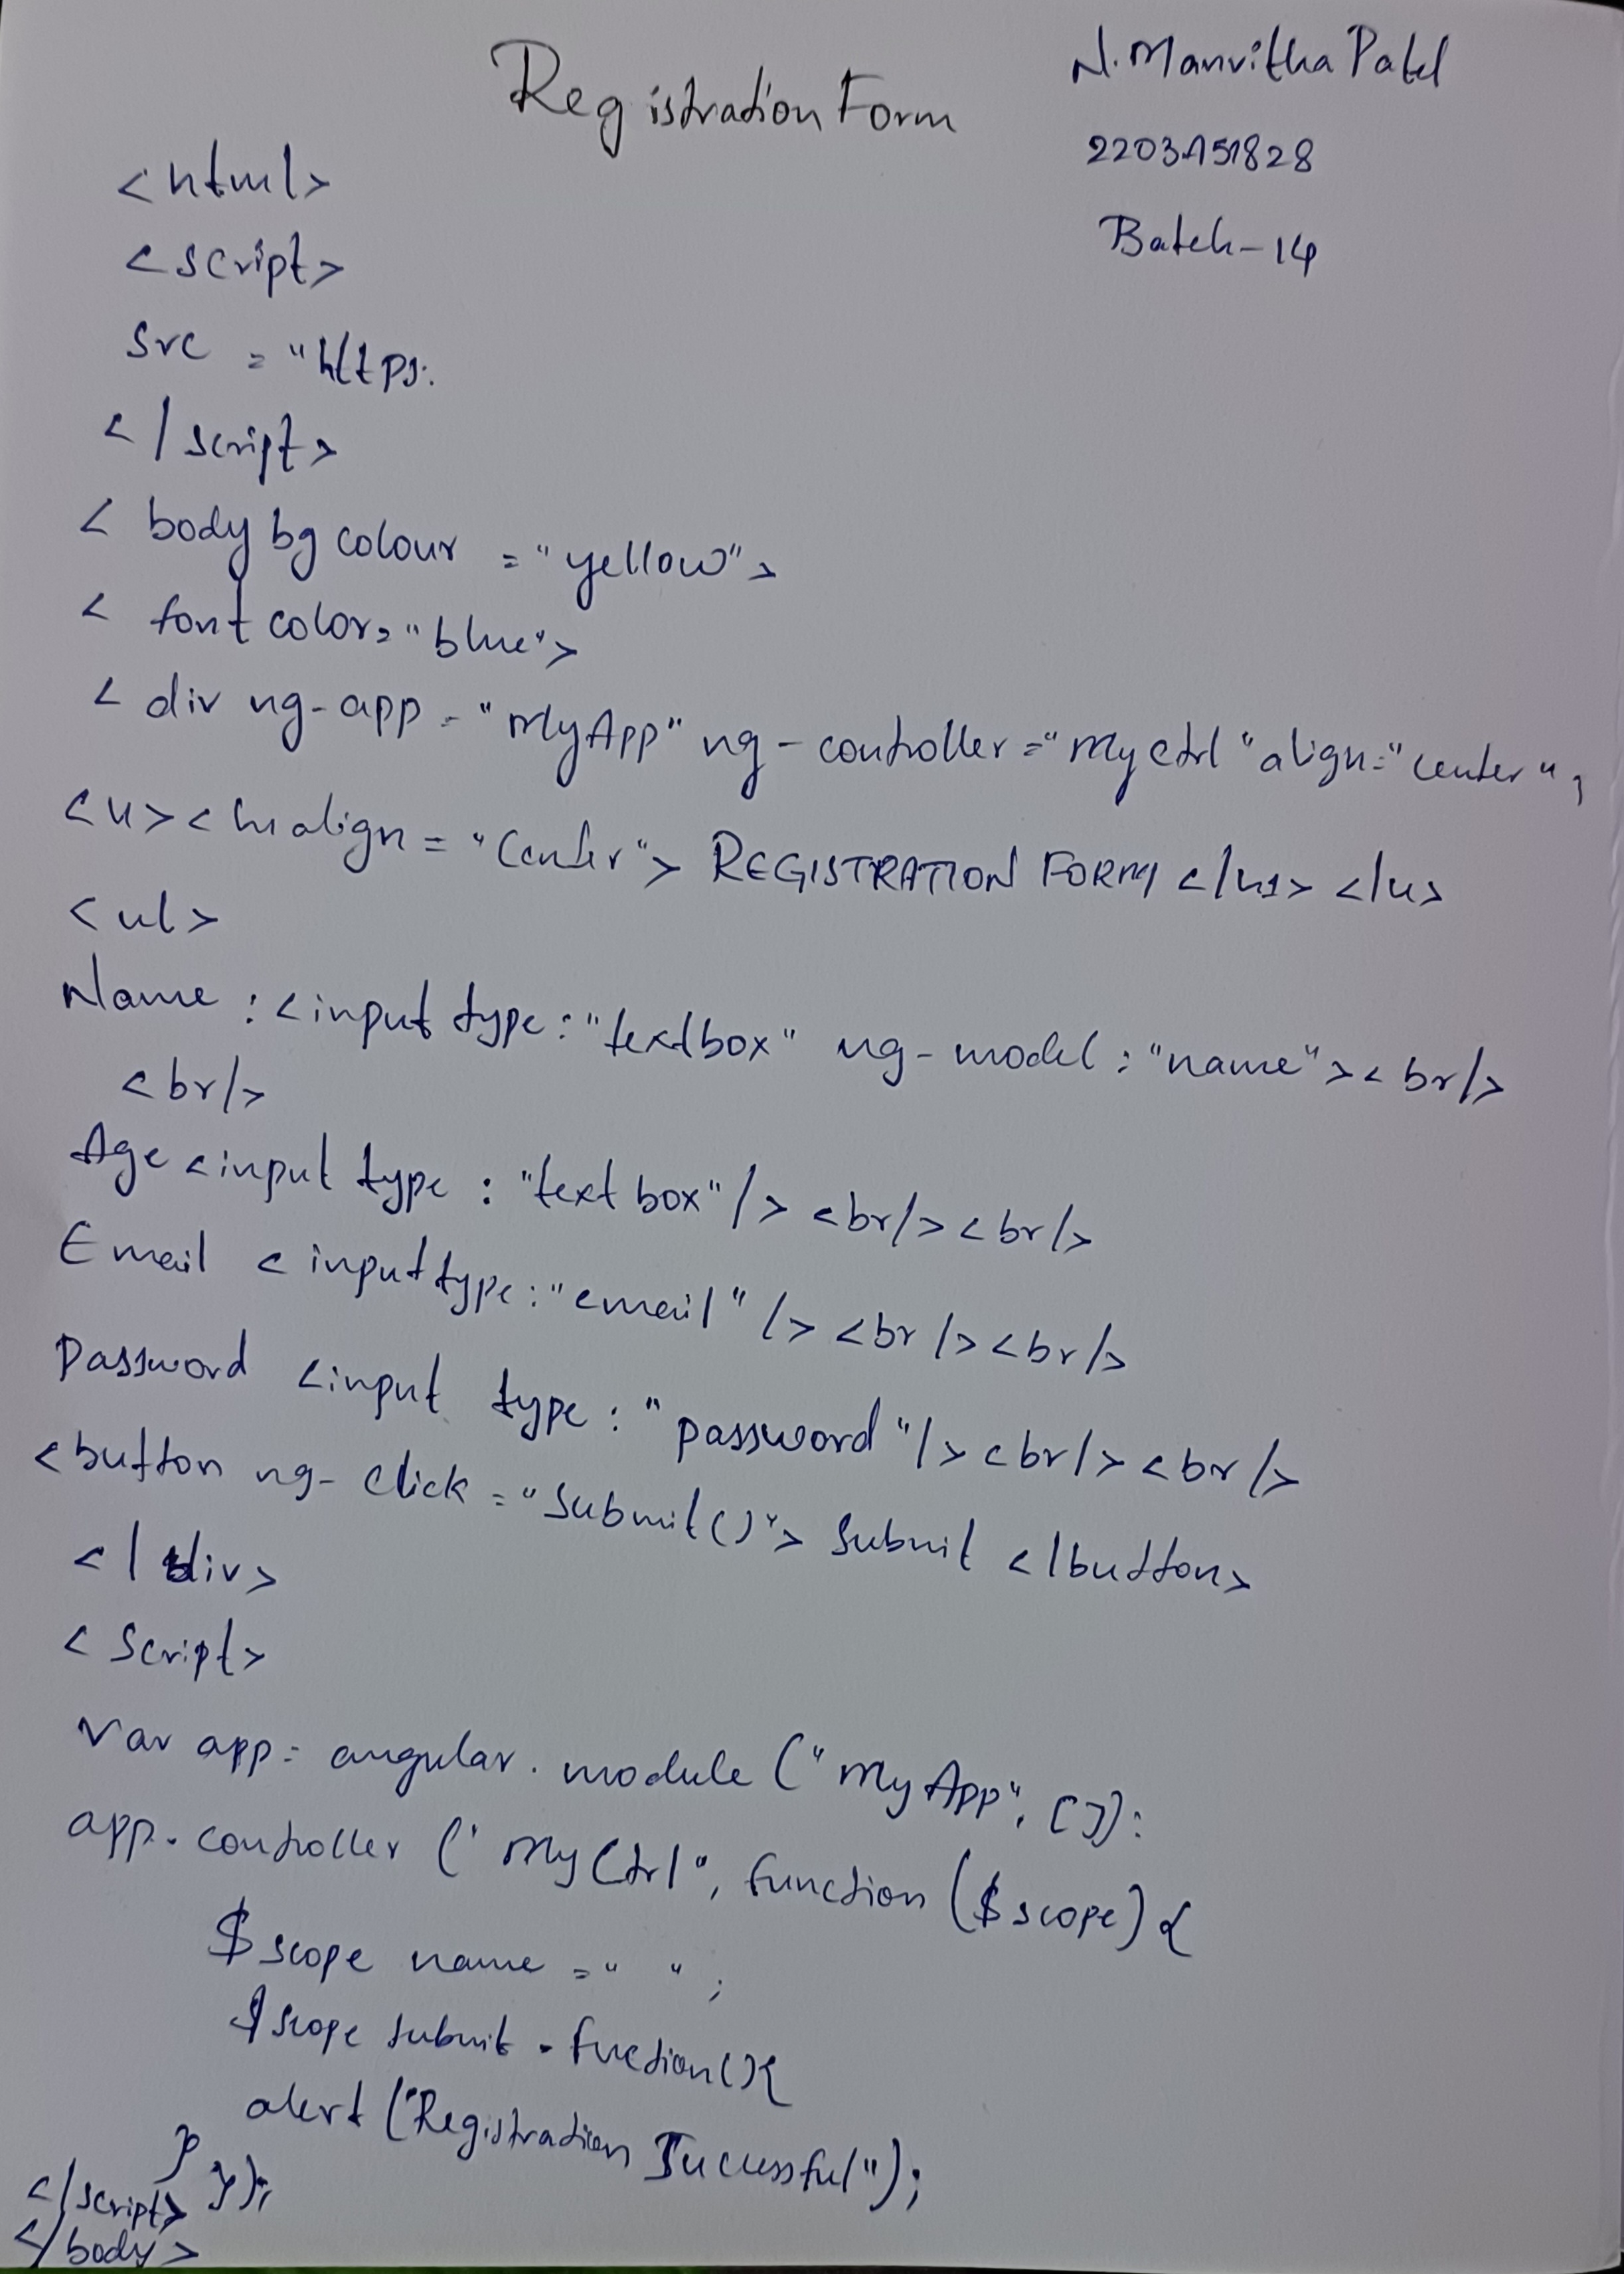 Registration Form
N. Manvitha Patel
2203A51828
Batch-14
<html>
<script>
src = "https:
</script>
< body bg colour = "yellow">
< font color="blue">
< div ng-app = "MyApp" ng-controller="MyCtrl" align="center";
<u><h1 align = "Center"> REGISTRATION FORM </h1> </u>
<ul>
Name : <input type:"textbox" ng-model : "name"><br/>
<br/>
Age <input type : "text box"/> <br/><br/>
Email <input type:"email" /> <br/><br/>
Password <input type : "password"/><br/><br/>
<button ng-click = "Submit()"> Submit </button>
</div>
<Script>
Var app = angular.module ("MyApp", []):
app.controller ("MyCtrl", function ($scope) {
$scope name = " ";
$scope submit = function(){
alert ("Registration Successful");
}
});
</script>
</body>